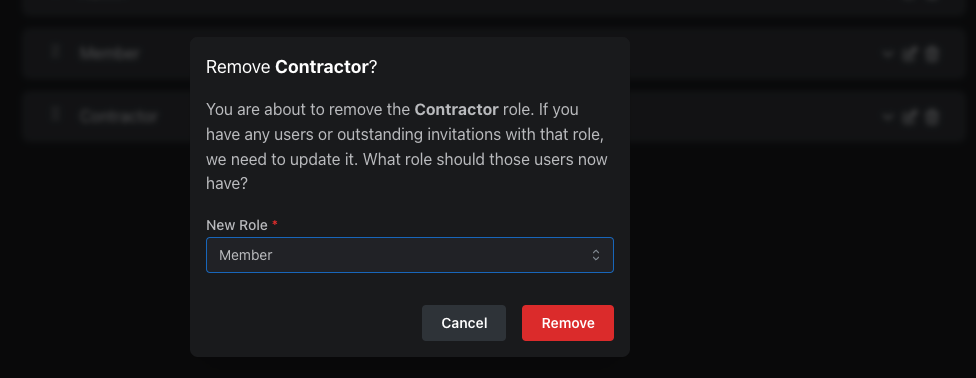 Member
Contractor
Remove Contractor?
You are about to remove the Contractor role. If you
have any users or outstanding invitations with that role,
we need to update it. What role should those users now
have?
New Role *
Member
Cancel
Remove